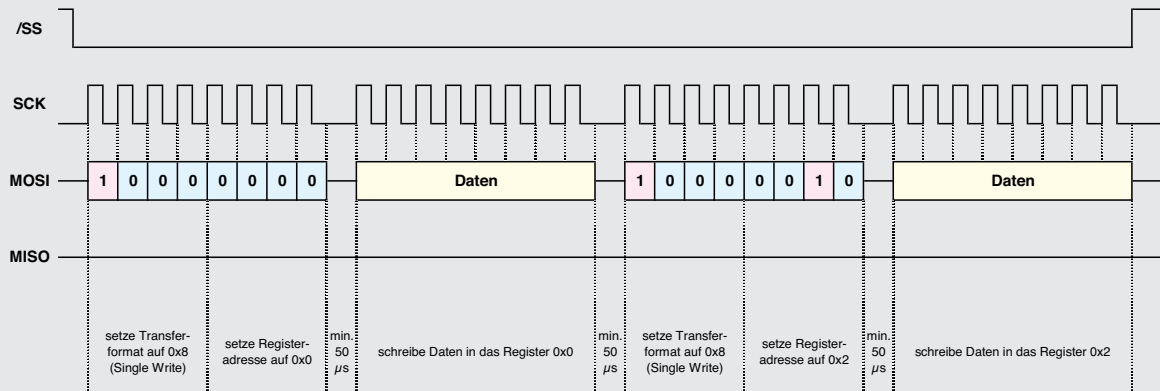 /SS
SCK
MOSI
1 0 0 0 0 0 0 0
Daten
1 0 0 0 0 0 1 0
Daten
MISO
setze Transfer-
format auf 0x8
(Single Write)
setze Register-
adresse auf 0x0
min.
50
µs
schreibe Daten in das Register 0x0
min.
50
µs
setze Transfer-
format auf 0x8
(Single Write)
setze Register-
adresse auf 0x2
min.
50
µs
schreibe Daten in das Register 0x2